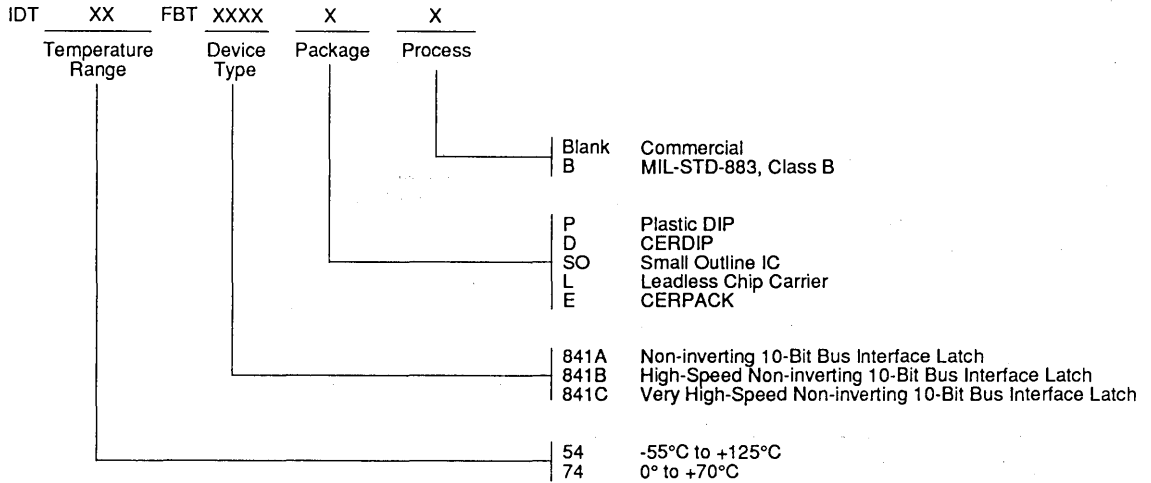 IDT XX FBT XXXX X X
Temperature Range Device Type Package Process
Blank Commercial
B MIL-STD-883, Class B
P Plastic DIP
D CERDIP
SO Small Outline IC
L Leadless Chip Carrier
E CERPACK
841A Non-inverting 10-Bit Bus Interface Latch
841B High-Speed Non-inverting 10-Bit Bus Interface Latch
841C Very High-Speed Non-inverting 10-Bit Bus Interface Latch
54 -55°C to +125°C
74 0° to +70°C